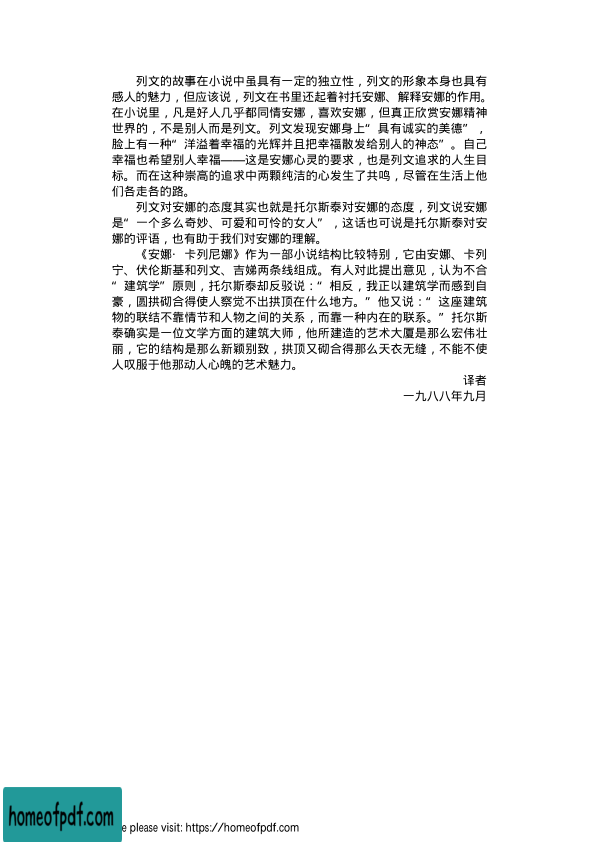 列文的故事在小说中虽具有一定的独立性，列文的形象本身也具有
感人的魅力，但应该说，列文在书里还起着衬托安娜、解释安娜的作用。
在小说里，凡是好人几乎都同情安娜，喜欢安娜，但真正欣赏安娜精神
世界的，不是别人而是列文。列文发现安娜身上“具有诚实的美德”，
脸上有一种“洋溢着幸福的光辉并且把幸福散发给别人的神态”。自己
幸福也希望别人幸福——这是安娜心灵的要求，也是列文追求的人生目
标。而在这种崇高的追求中两颗纯洁的心发生了共鸣，尽管在生活上他
们各走各的路。
列文对安娜的态度其实也就是托尔斯泰对安娜的态度，列文说安娜
是“一个多么奇妙、可爱和可怜的女人”，这话也可说是托尔斯泰对安
娜的评语，也有助于我们对安娜的理解。
《安娜·卡列尼娜》作为一部小说结构比较特别，它由安娜、卡列
宁、伏伦斯基和列文、吉娣两条线组成。有人对此提出意见，认为不合
“建筑学”原则，托尔斯泰却反驳说：“相反，我正以建筑学而感到自
豪，圆拱砌合得使人察觉不出拱顶在什么地方。”他又说：“这座建筑
物的联结不靠情节和人物之间的关系，而靠一种内在的联系。”托尔斯
泰确实是一位文学方面的建筑大师，他所建造的艺术大厦是那么宏伟壮
丽，它的结构是那么新颖别致，拱顶又砌合得那么天衣无缝，不能不使
人叹服于他那动人心魄的艺术魅力。
译者
一九八八年九月
homeofpdf.com
please visit: https://homeofpdf.com